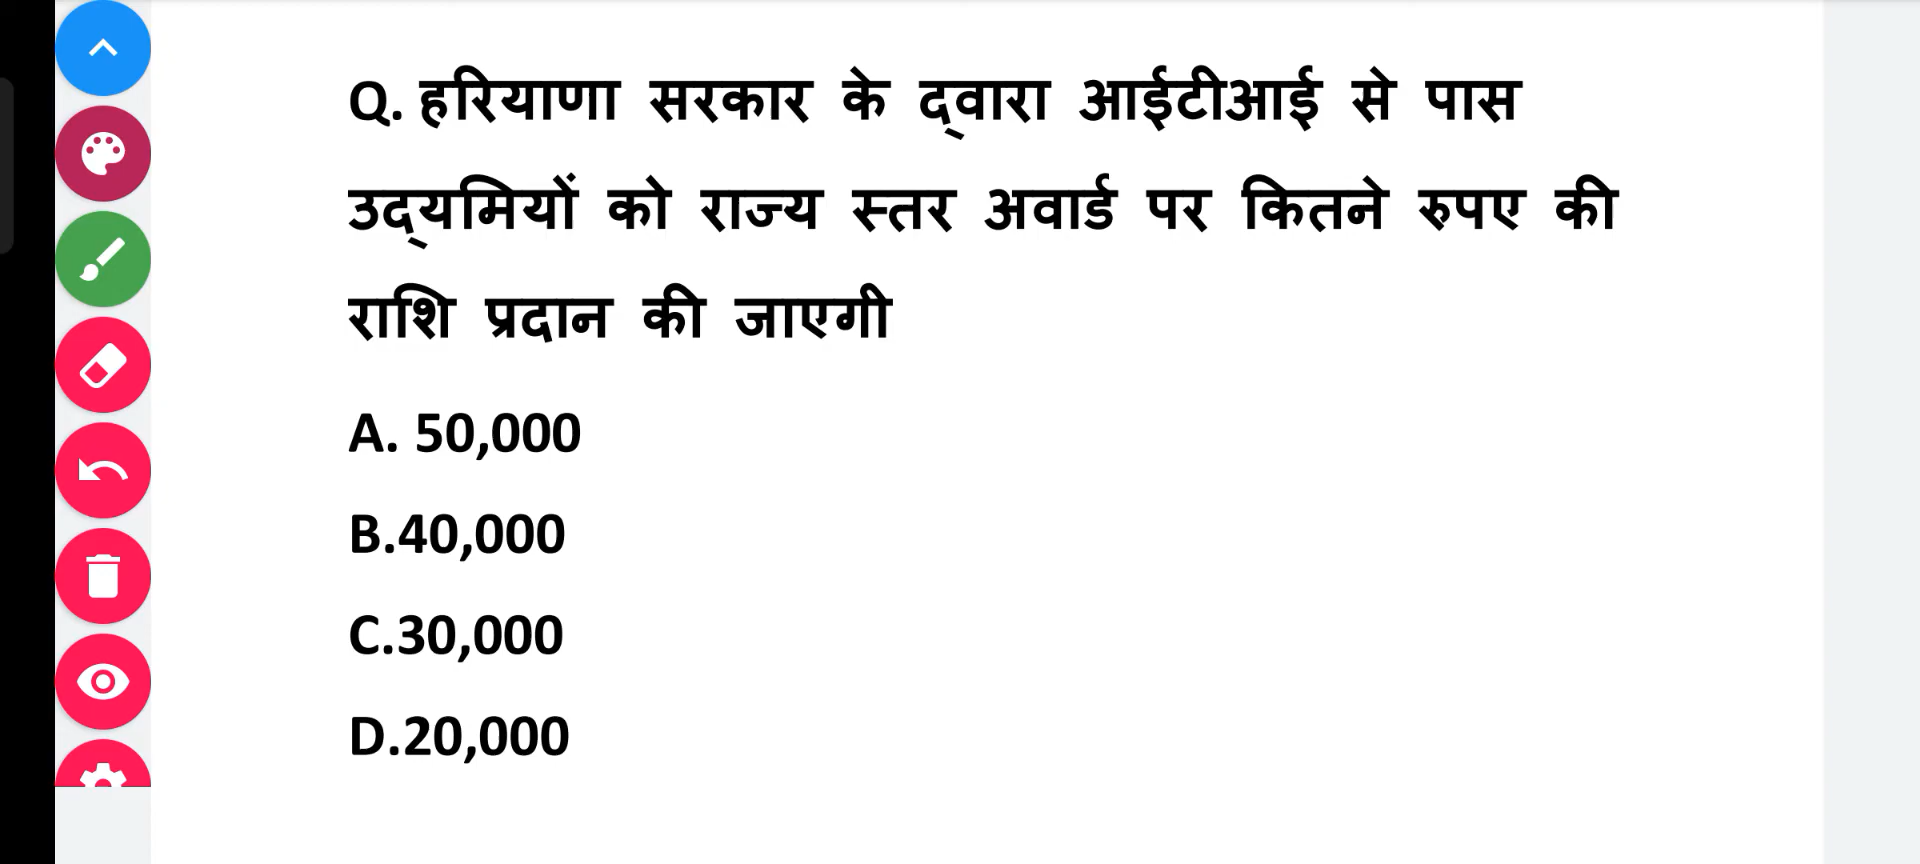 Q. हरियाणा सरकार के द्वारा आईटीआई से पास
उद्यमियों को राज्य स्तर अवार्ड पर कितने रुपए की
राशि प्रदान की जाएगी
A. 50,000
B.40,000
C.30,000
D.20,000